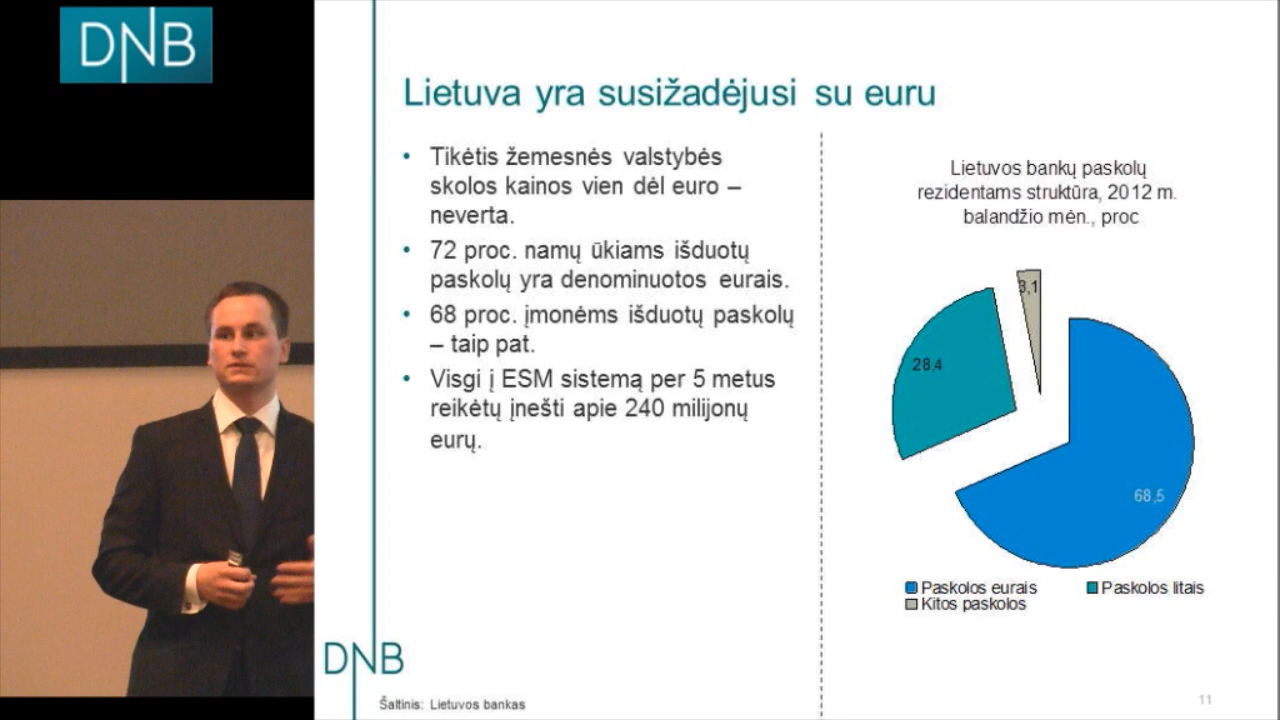 DNB
Lietuva yra susižadėjusi su euru
• Tikėtis žemesnės valstybės
skolos kainos vien dėl euro –
neverta.
• 72 proc. namų ūkiams išduotų
paskolų yra denominuotos eurais.
• 68 proc. įmonėms išduotų paskolų
– taip pat.
• Visgi į ESM sistemą per 5 metus
reikėtų įnešti apie 240 milijonų
eurų.
Lietuvos bankų paskolų
rezidentams struktūra, 2012 m.
balandžio mėn., proc
3,1
28,4
68,5
Paskolos eurais
Paskolos litais
Kitos paskolos
DNB
Šaltinis: Lietuvos bankas
11